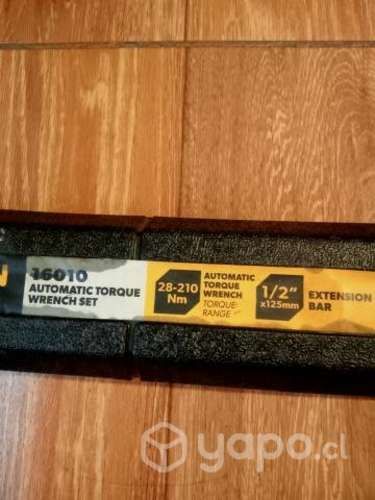 16010
AUTOMATIC TORQUE
WRENCH SET
28-210
Nm
AUTOMATIC
TORQUE
WRENCH
TORQUE
RANGE
1/2"
x125mm
EXTENSION
BAR
yapo.cl